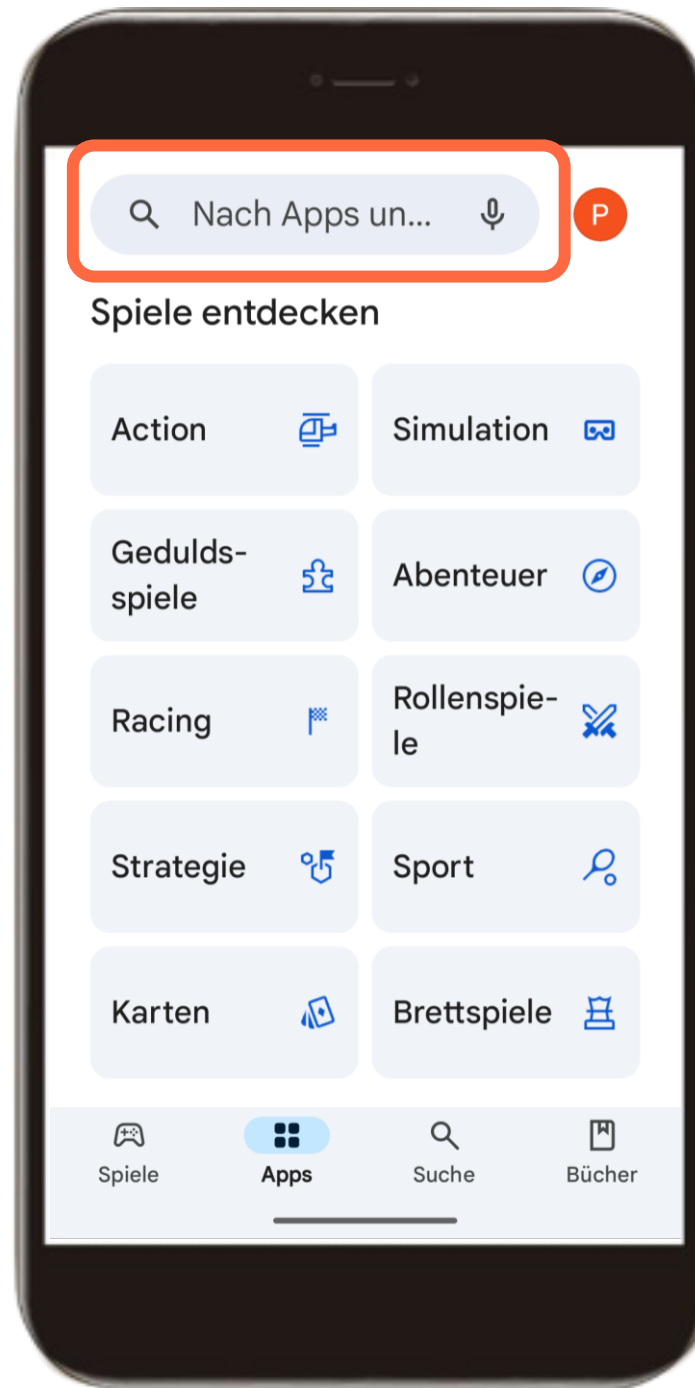 Nach Apps un...
P
Spiele entdecken
Action
Simulation
Gedulds-
spiele
Abenteuer
Racing
Rollenspie-
le
Strategie
Sport
Karten
Brettspiele
Spiele
Apps
Suche
Bücher